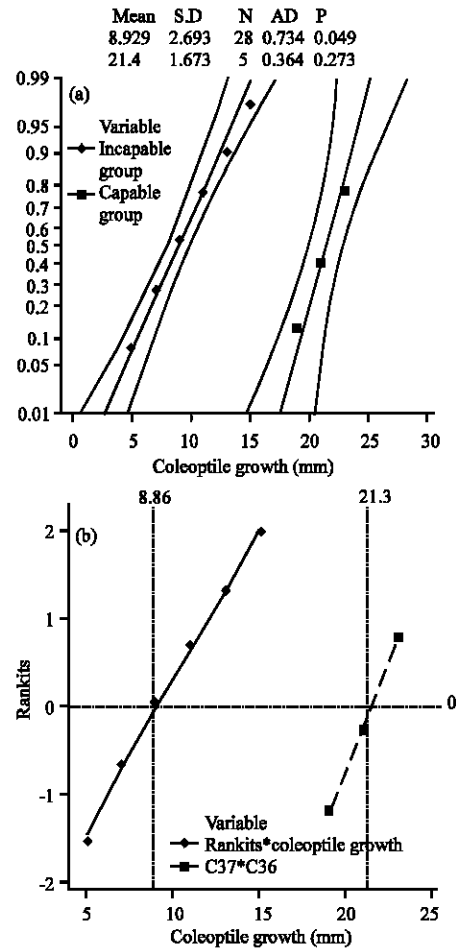 Mean S.D N AD P
8.929 2.693 28 0.734 0.049
21.4 1.673 5 0.364 0.273
(a)
Variable
Incapable
group
Capable
group
0.99
0.95
0.9
0.8
0.7
0.6
0.5
0.4
0.3
0.2
0.1
0.05
0.01
0 5 10 15 20 25 30
Coleoptile growth (mm)
8.86 21.3
(b)
2
1
0
-1
-2
Rankits
0
Variable
Rankits*coleoptile growth
C37*C36
5 10 15 20 25
Coleoptile growth (mm)